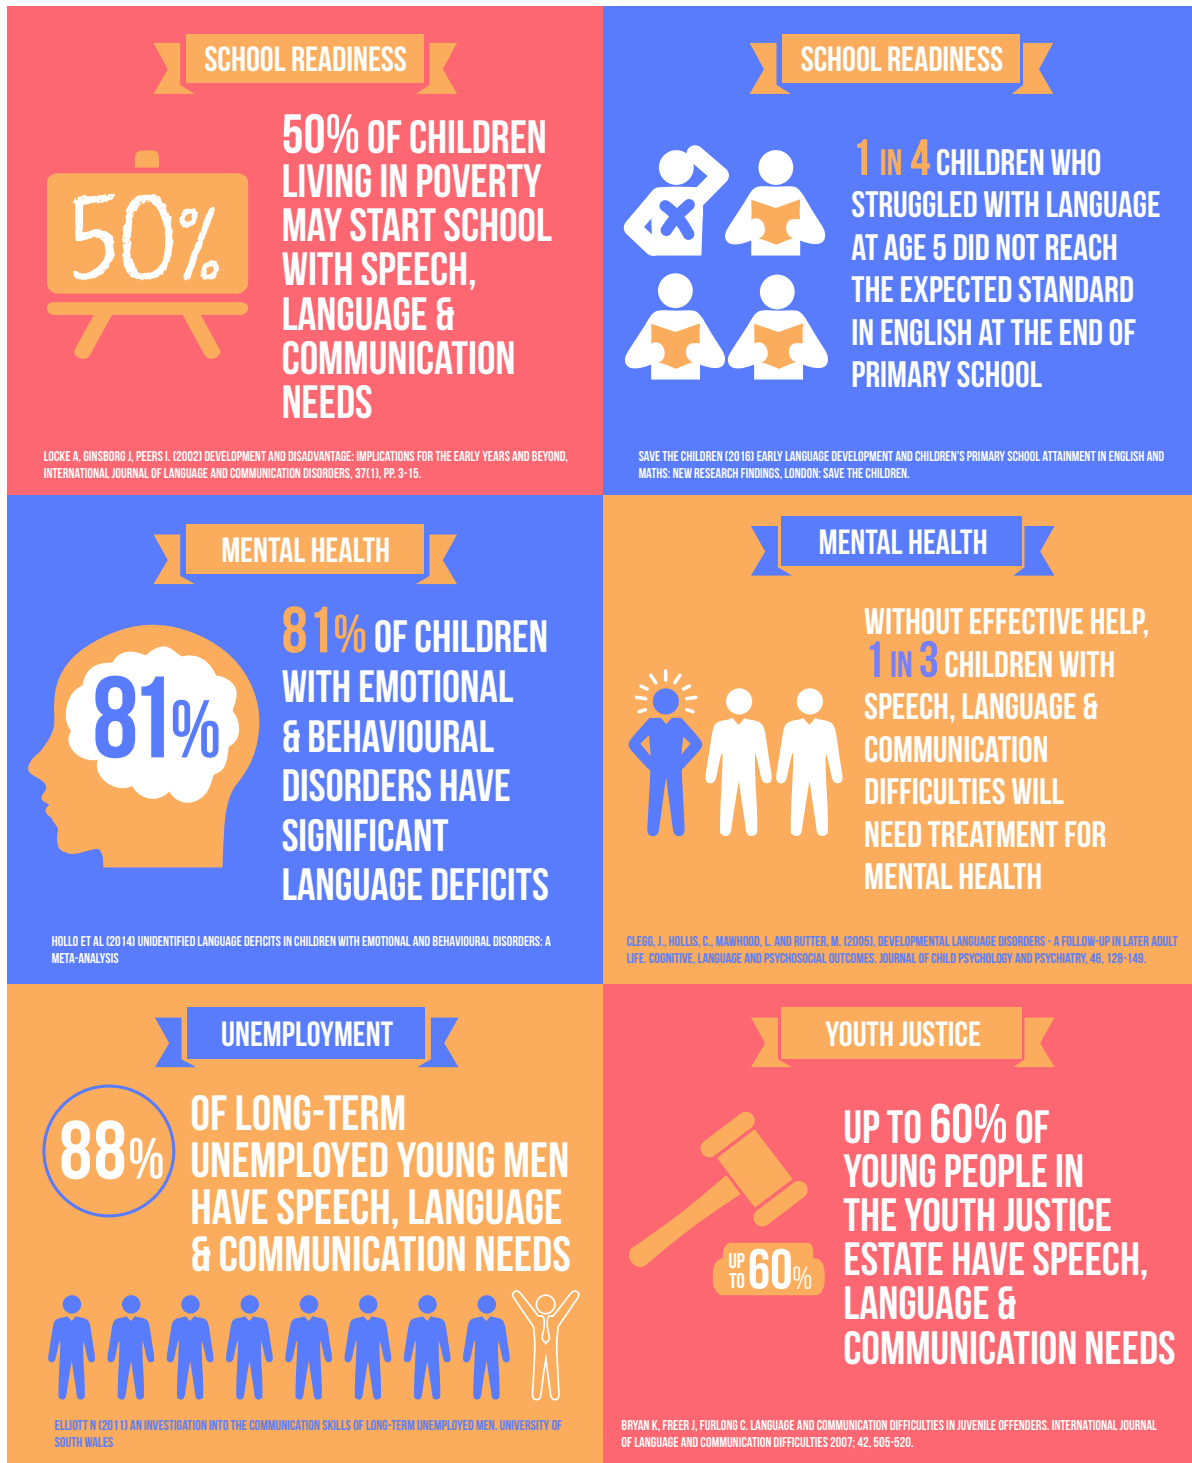 SCHOOL READINESS
50%
50% OF CHILDREN
LIVING IN POVERTY
MAY START SCHOOL
WITH SPEECH,
LANGUAGE &
COMMUNICATION
NEEDS
LOCKE A, GINSBORG J, PEERS I. (2002) DEVELOPMENT AND DISADVANTAGE: IMPLICATIONS FOR THE EARLY YEARS AND BEYOND,
INTERNATIONAL JOURNAL OF LANGUAGE AND COMMUNICATION DISORDERS, 37(1), PP. 3-15.
SCHOOL READINESS
1 IN 4 CHILDREN WHO
STRUGGLED WITH LANGUAGE
AT AGE 5 DID NOT REACH
THE EXPECTED STANDARD
IN ENGLISH AT THE END OF
PRIMARY SCHOOL
SAVE THE CHILDREN (2016) EARLY LANGUAGE DEVELOPMENT AND CHILDREN'S PRIMARY SCHOOL ATTAINMENT IN ENGLISH AND
MATHS: NEW RESEARCH FINDINGS, LONDON: SAVE THE CHILDREN.
MENTAL HEALTH
81%
81% OF CHILDREN
WITH EMOTIONAL
& BEHAVIOURAL
DISORDERS HAVE
SIGNIFICANT
LANGUAGE DEFICITS
HOLLO ET AL (2014) UNIDENTIFIED LANGUAGE DEFICITS IN CHILDREN WITH EMOTIONAL AND BEHAVIOURAL DISORDERS: A
META-ANALYSIS
MENTAL HEALTH
WITHOUT EFFECTIVE HELP,
1 IN 3 CHILDREN WITH
SPEECH, LANGUAGE &
COMMUNICATION
DIFFICULTIES WILL
NEED TREATMENT FOR
MENTAL HEALTH
CLEGG, J., HOLLIS, C., MAWHOOD, L. AND RUTTER, M. (2005), DEVELOPMENTAL LANGUAGE DISORDERS - A FOLLOW-UP IN LATER ADULT
LIFE. COGNITIVE, LANGUAGE AND PSYCHOSOCIAL OUTCOMES. JOURNAL OF CHILD PSYCHOLOGY AND PSYCHIATRY, 46, 128-149.
UNEMPLOYMENT
88%
OF LONG-TERM
UNEMPLOYED YOUNG MEN
HAVE SPEECH, LANGUAGE
& COMMUNICATION NEEDS
ELLIOTT N (2011) AN INVESTIGATION INTO THE COMMUNICATION SKILLS OF LONG-TERM UNEMPLOYED MEN. UNIVERSITY OF
SOUTH WALES
YOUTH JUSTICE
UP TO 60%
UP TO 60% OF
YOUNG PEOPLE IN
THE YOUTH JUSTICE
ESTATE HAVE SPEECH,
LANGUAGE &
COMMUNICATION NEEDS
BRYAN K, FREER J, FURLONG C. LANGUAGE AND COMMUNICATION DIFFICULTIES IN JUVENILE OFFENDERS. INTERNATIONAL JOURNAL
OF LANGUAGE AND COMMUNICATION DIFFICULTIES 2007; 42, 505-520.